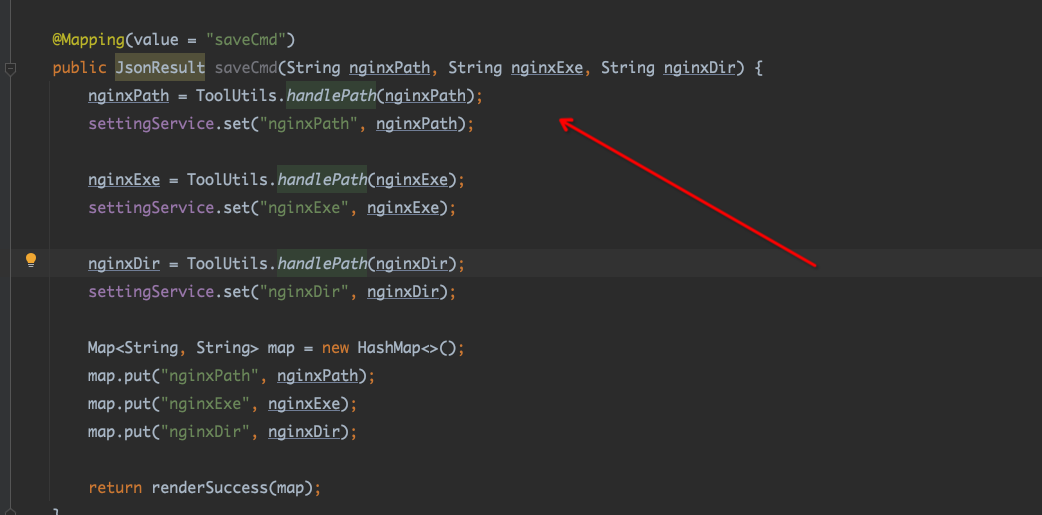 @Mapping(value = "saveCmd")
public JsonResult saveCmd(String nginxPath, String nginxExe, String nginxDir) {
nginxPath = ToolUtils.handlePath(nginxPath);
settingService.set("nginxPath", nginxPath);
nginxExe = ToolUtils.handlePath(nginxExe);
settingService.set("nginxExe", nginxExe);
nginxDir = ToolUtils.handlePath(nginxDir);
settingService.set("nginxDir", nginxDir);
Map<String, String> map = new HashMap<>();
map.put("nginxPath", nginxPath);
map.put("nginxExe", nginxExe);
map.put("nginxDir", nginxDir);
return renderSuccess(map);
}